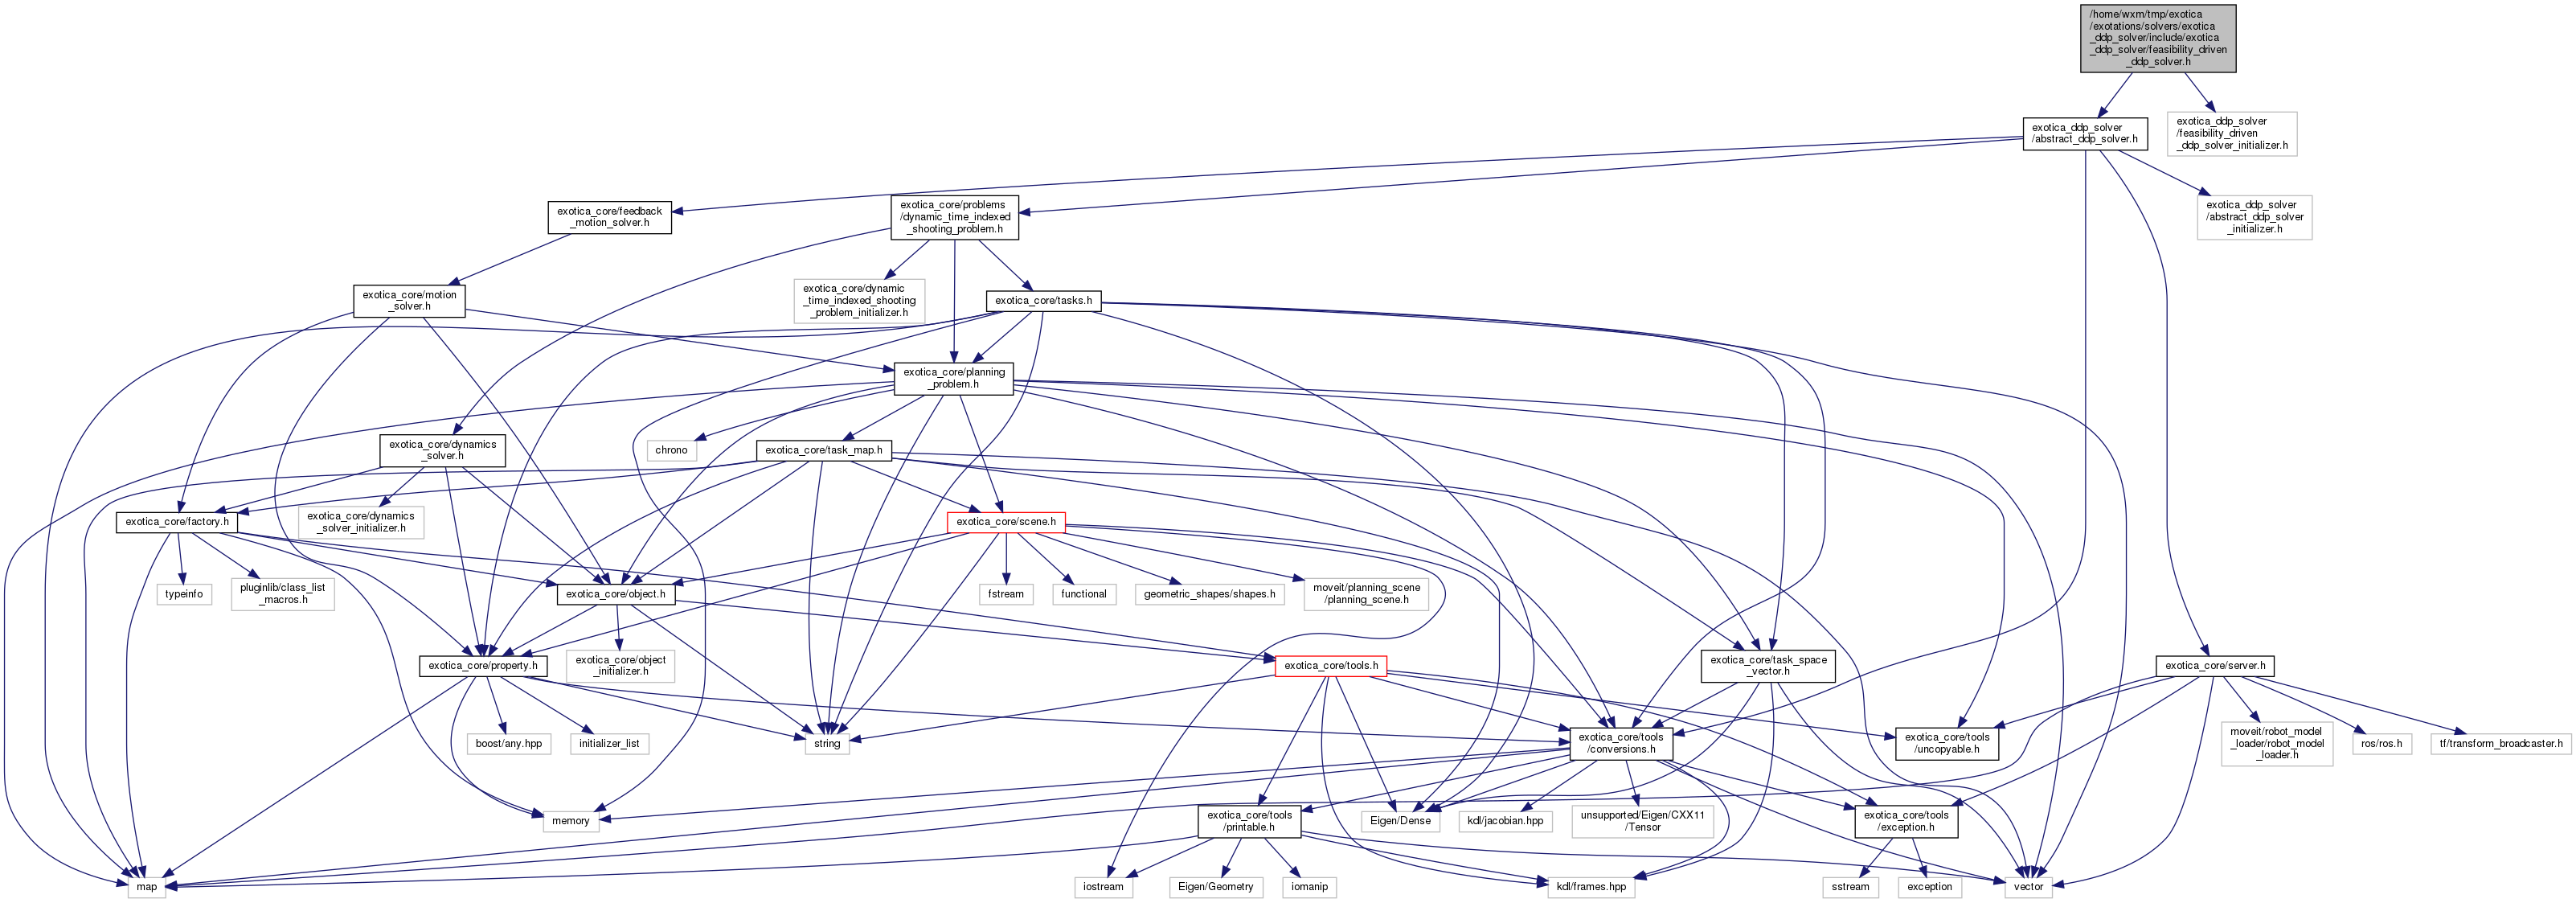 /home/wxm/tmp/exotica
/exotations/solvers/exotica
_ddp_solver/include/exotica
_ddp_solver/feasibility_driven
_ddp_solver.h
exotica_ddp_solver
/abstract_ddp_solver.h
exotica_ddp_solver
/feasibility_driven
_ddp_solver_initializer.h
exotica_core/feedback
_motion_solver.h
exotica_core/problems
/dynamic_time_indexed
_shooting_problem.h
exotica_ddp_solver
/abstract_ddp_solver
_initializer.h
exotica_core/motion
_solver.h
exotica_core/dynamic
_time_indexed_shooting
_problem_initializer.h
exotica_core/tasks.h
exotica_core/planning
_problem.h
exotica_core/dynamics
_solver.h
chrono
exotica_core/task_map.h
exotica_core/factory.h
exotica_core/dynamics
_solver_initializer.h
exotica_core/scene.h
typeinfo
pluginlib/class_list
_macros.h
exotica_core/object.h
fstream
functional
geometric_shapes/shapes.h
moveit/planning_scene
/planning_scene.h
exotica_core/property.h
exotica_core/object
_initializer.h
exotica_core/tools.h
exotica_core/task_space
_vector.h
exotica_core/server.h
boost/any.hpp
initializer_list
string
exotica_core/tools
/conversions.h
exotica_core/tools
/uncopyable.h
moveit/robot_model
_loader/robot_model
_loader.h
ros/ros.h
tf/transform_broadcaster.h
memory
exotica_core/tools
/printable.h
Eigen/Dense
kdl/jacobian.hpp
unsupported/Eigen/CXX11
/Tensor
exotica_core/tools
/exception.h
map
iostream
Eigen/Geometry
iomanip
kdl/frames.hpp
sstream
exception
vector